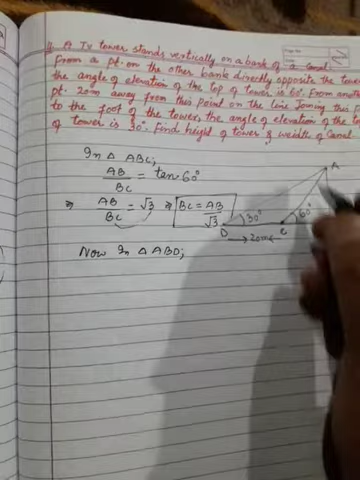 A TV tower stands vertically on a bank of a canal.
From a pt. on the other bank directly opposite the tower
the angle of elevation of the top of tower is 60°. From another
pt. 20m away from this point on the line Joining this
to the foot of the tower, the angle of elevation of the to
of tower is 30°. Find height of tower & width of canal.
In △ ABC;
AB/BC = tan 60°
⇒ AB/BC = √3 ⇒ BC = AB/√3
A
30°
60°
D
C
20m
Now In △ ABD;